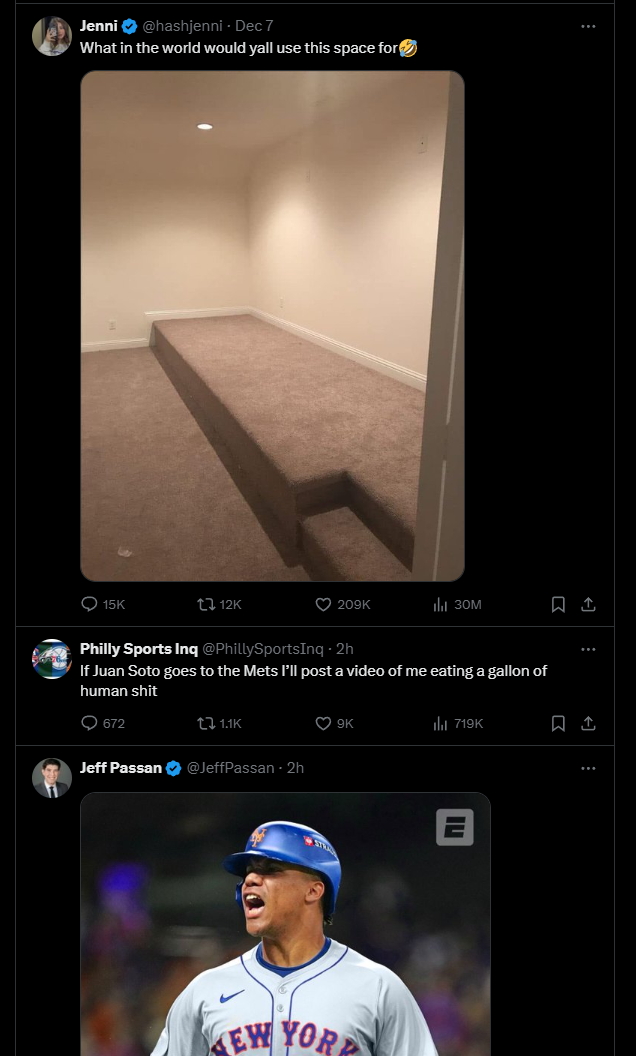 Jenni @hashjenni · Dec 7
What in the world would yall use this space for🤣
15K 12K 209K 30M
Philly Sports Inq @PhillySportsInq · 2h
If Juan Soto goes to the Mets I’ll post a video of me eating a gallon of
human shit
672 1.1K 9K 719K
Jeff Passan @JeffPassan · 2h
E
NY
NEW YORK